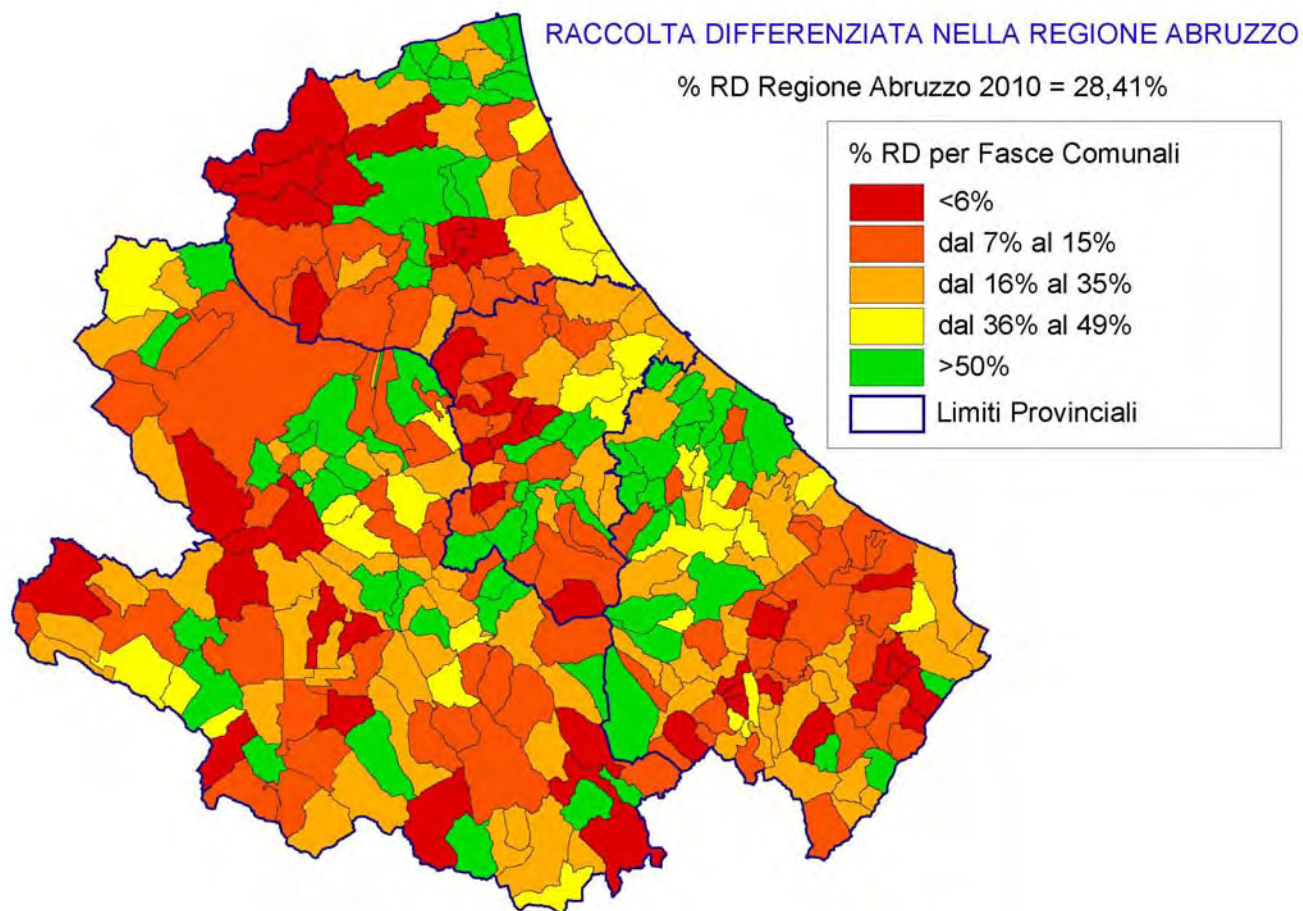 RACCOLTA DIFFERENZIATA NELLA REGIONE ABRUZZO
% RD Regione Abruzzo 2010 = 28,41%
% RD per Fasce Comunali
<6%
dal 7% al 15%
dal 16% al 35%
dal 36% al 49%
>50%
Limiti Provinciali